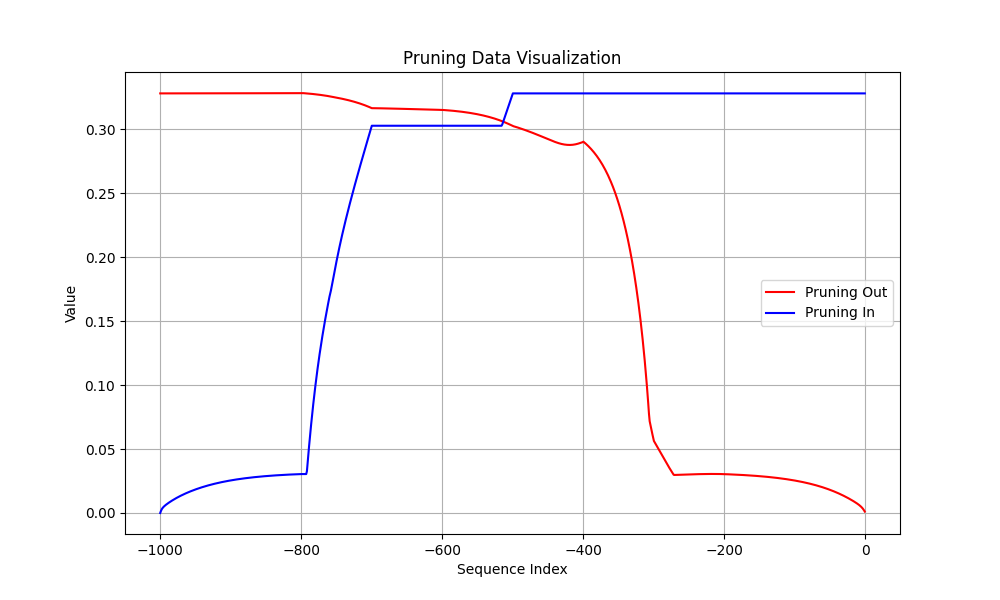 Pruning Data Visualization
Value
0.30
0.25
0.20
0.15
0.10
0.05
0.00
Pruning Out
Pruning In
−1000 −800 −600 −400 −200 0
Sequence Index